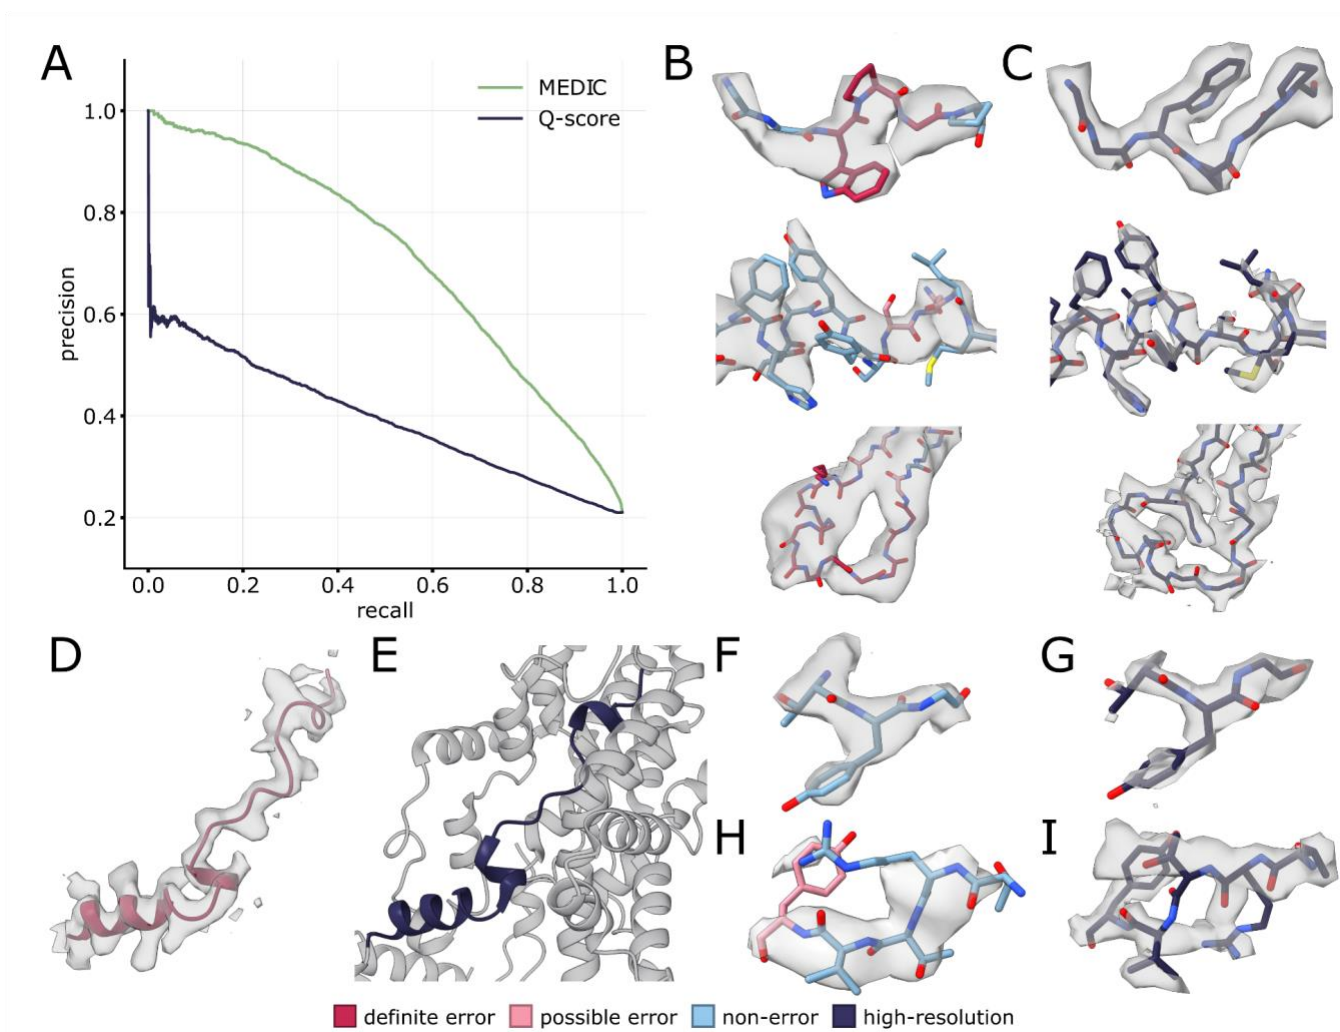 A
B
C
MEDIC
Q-score
1.0
0.8
0.6
0.4
0.2
precision
0.0 0.2 0.4 0.6 0.8 1.0
recall
D
E
F
G
H
I
definite error possible error non-error high-resolution